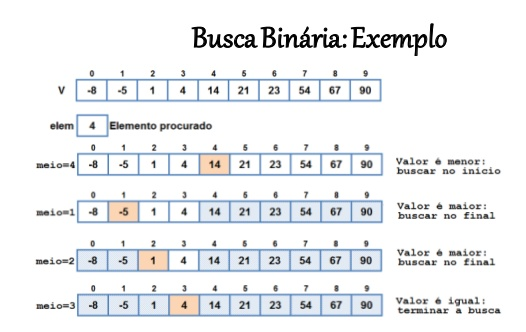 Busca Binária: Exemplo
0 1 2 3 4 5 6 7 8 9
V -8 -5 1 4 14 21 23 54 67 90
elem 4 Elemento procurado
0 1 2 3 4 5 6 7 8 9
meio=4 -8 -5 1 4 14 21 23 54 67 90 Valor é menor:
buscar no início
0 1 2 3 4 5 6 7 8 9
meio=1 -8 -5 1 4 14 21 23 54 67 90 Valor é maior:
buscar no final
0 1 2 3 4 5 6 7 8 9
meio=2 -8 -5 1 4 14 21 23 54 67 90 Valor é maior:
buscar no final
0 1 2 3 4 5 6 7 8 9
meio=3 -8 -5 1 4 14 21 23 54 67 90 Valor é igual:
terminar a busca